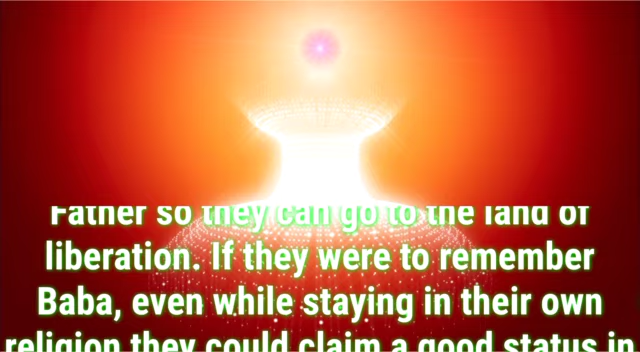 Father so they can go to the land of
liberation. If they were to remember
Baba, even while staying in their own
religion they could claim a good status in